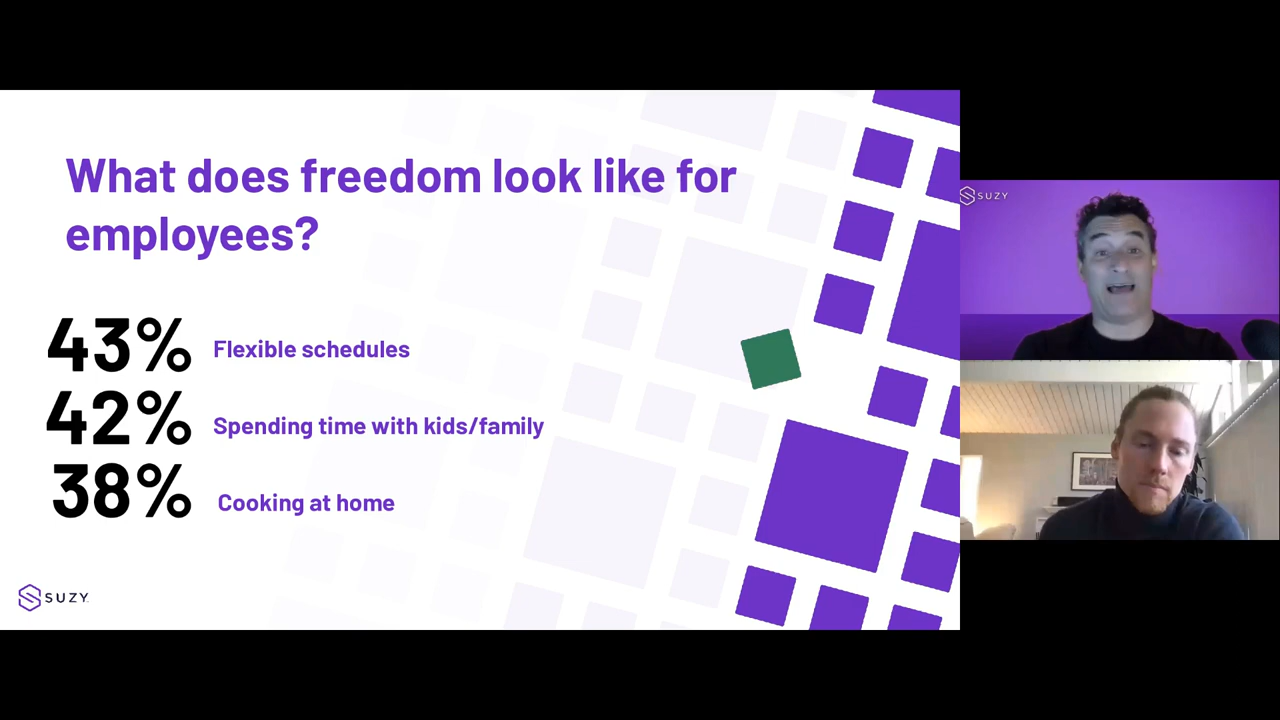 What does freedom look like for
employees?
43% Flexible schedules
42% Spending time with kids/family
38% Cooking at home
SUZY
SUZY